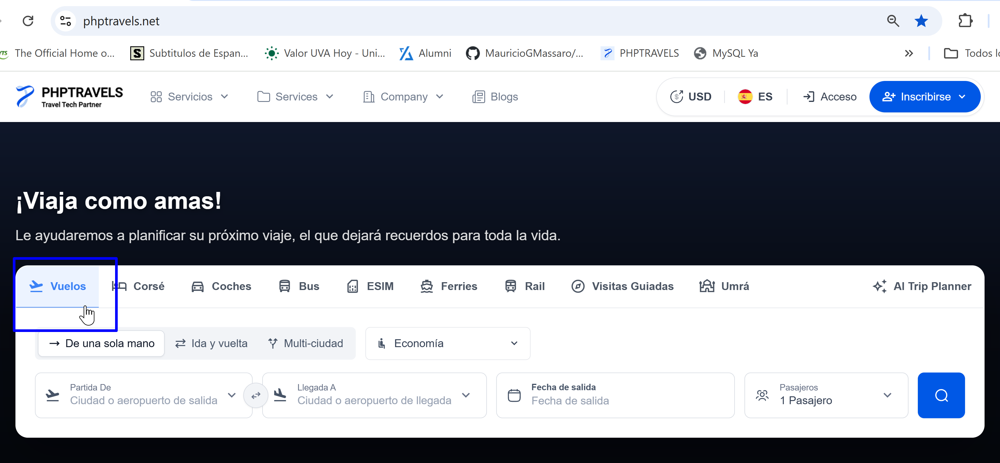 phptravels.net
The Official Home o...
Subtitulos de Espan...
Valor UVA Hoy - Uni...
Alumni
MauricioGMassaro/...
PHPTRAVELS
MySQL Ya
Todos lo
PHPTRAVELS
Travel Tech Partner
Servicios
Services
Company
Blogs
USD
ES
Acceso
Inscribirse
¡Viaja como amas!
Le ayudaremos a planificar su próximo viaje, el que dejará recuerdos para toda la vida.
Vuelos
Corsé
Coches
Bus
ESIM
Ferries
Rail
Visitas Guiadas
Umrá
AI Trip Planner
De una sola mano
Ida y vuelta
Multi-ciudad
Economía
Partida De
Ciudad o aeropuerto de salida
Llegada A
Ciudad o aeropuerto de llegada
Fecha de salida
Fecha de salida
Pasajeros
1 Pasajero